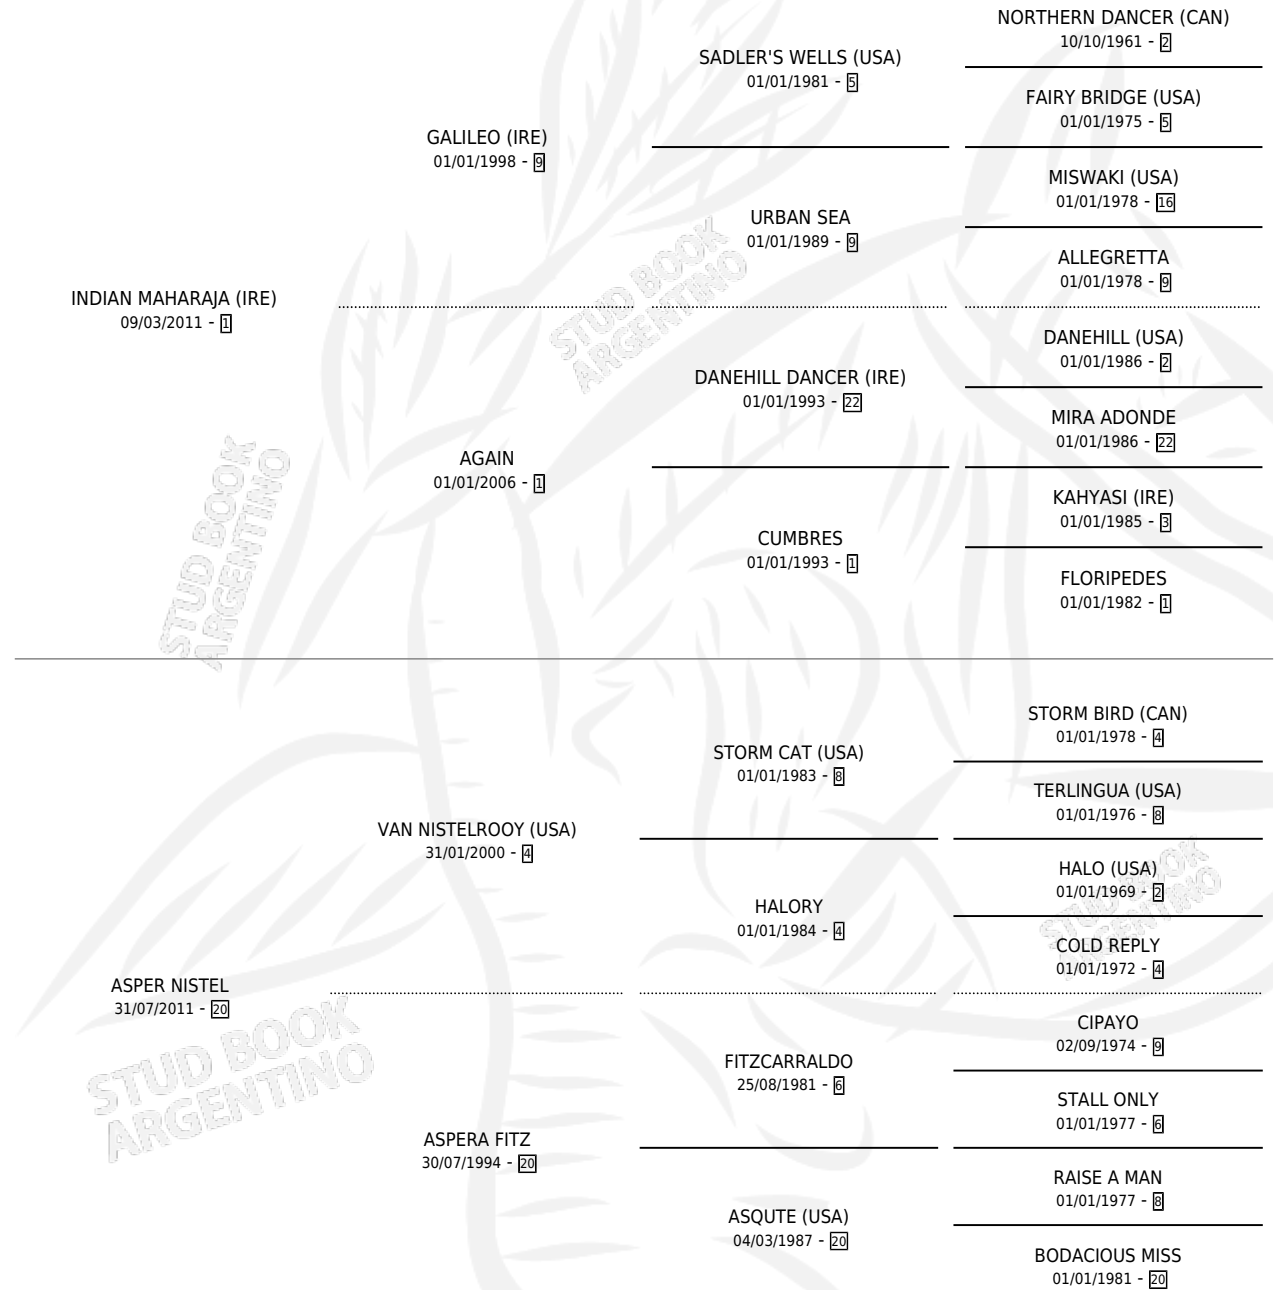 NORTHERN DANCER (CAN)
10/10/1961 - 2
SADLER'S WELLS (USA)
01/01/1981 - 5
FAIRY BRIDGE (USA)
01/01/1975 - 5
GALILEO (IRE)
01/01/1998 - 9
MISWAKI (USA)
01/01/1978 - 16
URBAN SEA
01/01/1989 - 9
ALLEGRETTA
01/01/1978 - 9
INDIAN MAHARAJA (IRE)
09/03/2011 - 1
STUD BOOK
ARGENTINO
DANEHILL (USA)
01/01/1986 - 2
DANEHILL DANCER (IRE)
01/01/1993 - 22
MIRA ADONDE
01/01/1986 - 22
AGAIN
01/01/2006 - 1
KAHYASI (IRE)
01/01/1985 - 3
CUMBRES
01/01/1993 - 1
FLORIPEDES
01/01/1982 - 1
STUD BOOK
ARGENTINO
STORM BIRD (CAN)
01/01/1978 - 4
STORM CAT (USA)
01/01/1983 - 8
TERLINGUA (USA)
01/01/1976 - 8
VAN NISTELROOY (USA)
31/01/2000 - 4
HALO (USA)
01/01/1969 - 2
HALORY
01/01/1984 - 4
STUD BOOK
ARGENTINO
COLD REPLY
01/01/1972 - 4
ASPER NISTEL
31/07/2011 - 20
CIPAYO
02/09/1974 - 9
FITZCARRALDO
25/08/1981 - 6
STUD BOOK
ARGENTINO
STALL ONLY
01/01/1977 - 6
ASPERA FITZ
30/07/1994 - 20
RAISE A MAN
01/01/1977 - 8
ASQUTE (USA)
04/03/1987 - 20
BODACIOUS MISS
01/01/1981 - 20